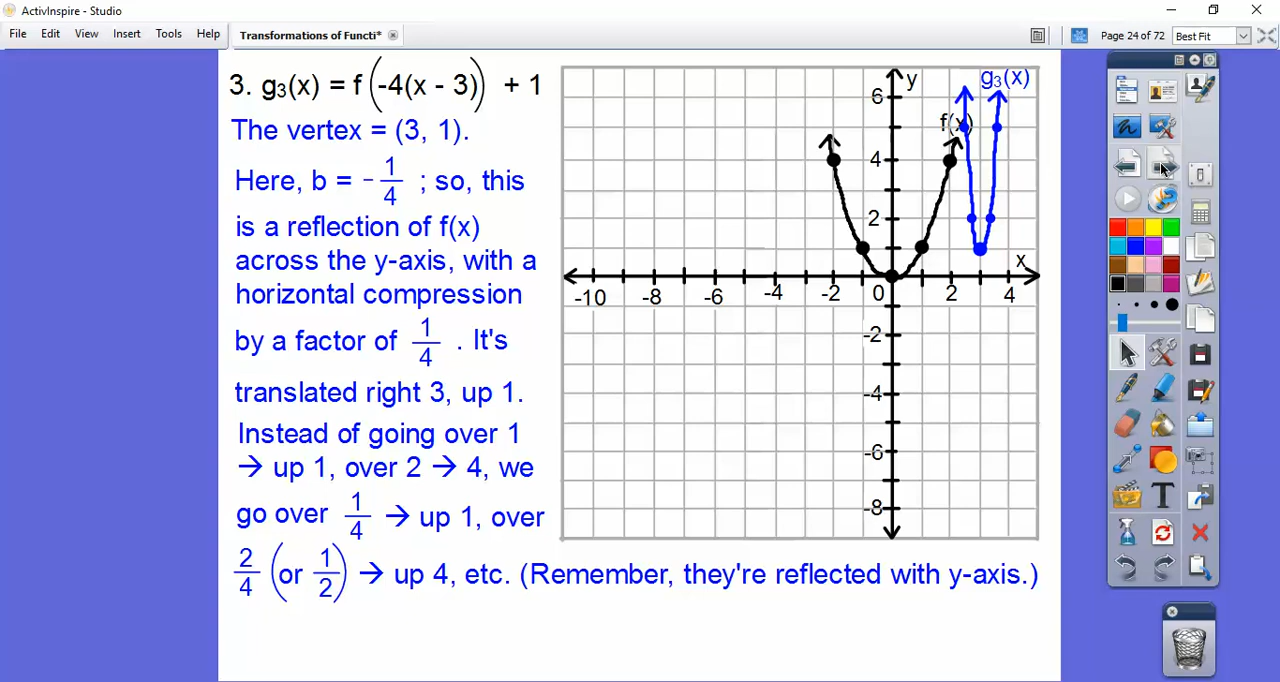 ActivInspire - Studio
File Edit View Insert Tools Help Transformations of Functi* Page 24 of 72 Best Fit
3. g₃(x) = f(-4(x - 3)) + 1
The vertex = (3, 1).
Here, b = -1/4 ; so, this
is a reflection of f(x)
across the y-axis, with a
horizontal compression
by a factor of 1/4 . It's
translated right 3, up 1.
Instead of going over 1
→ up 1, over 2 → 4, we
go over 1/4 → up 1, over
2/4 (or 1/2) → up 4, etc. (Remember, they're reflected with y-axis.)
y
g₃(x)
f(x)
x
6
4
2
-10 -8 -6 -4 -2 0 2 4
-2
-4
-6
-8
T